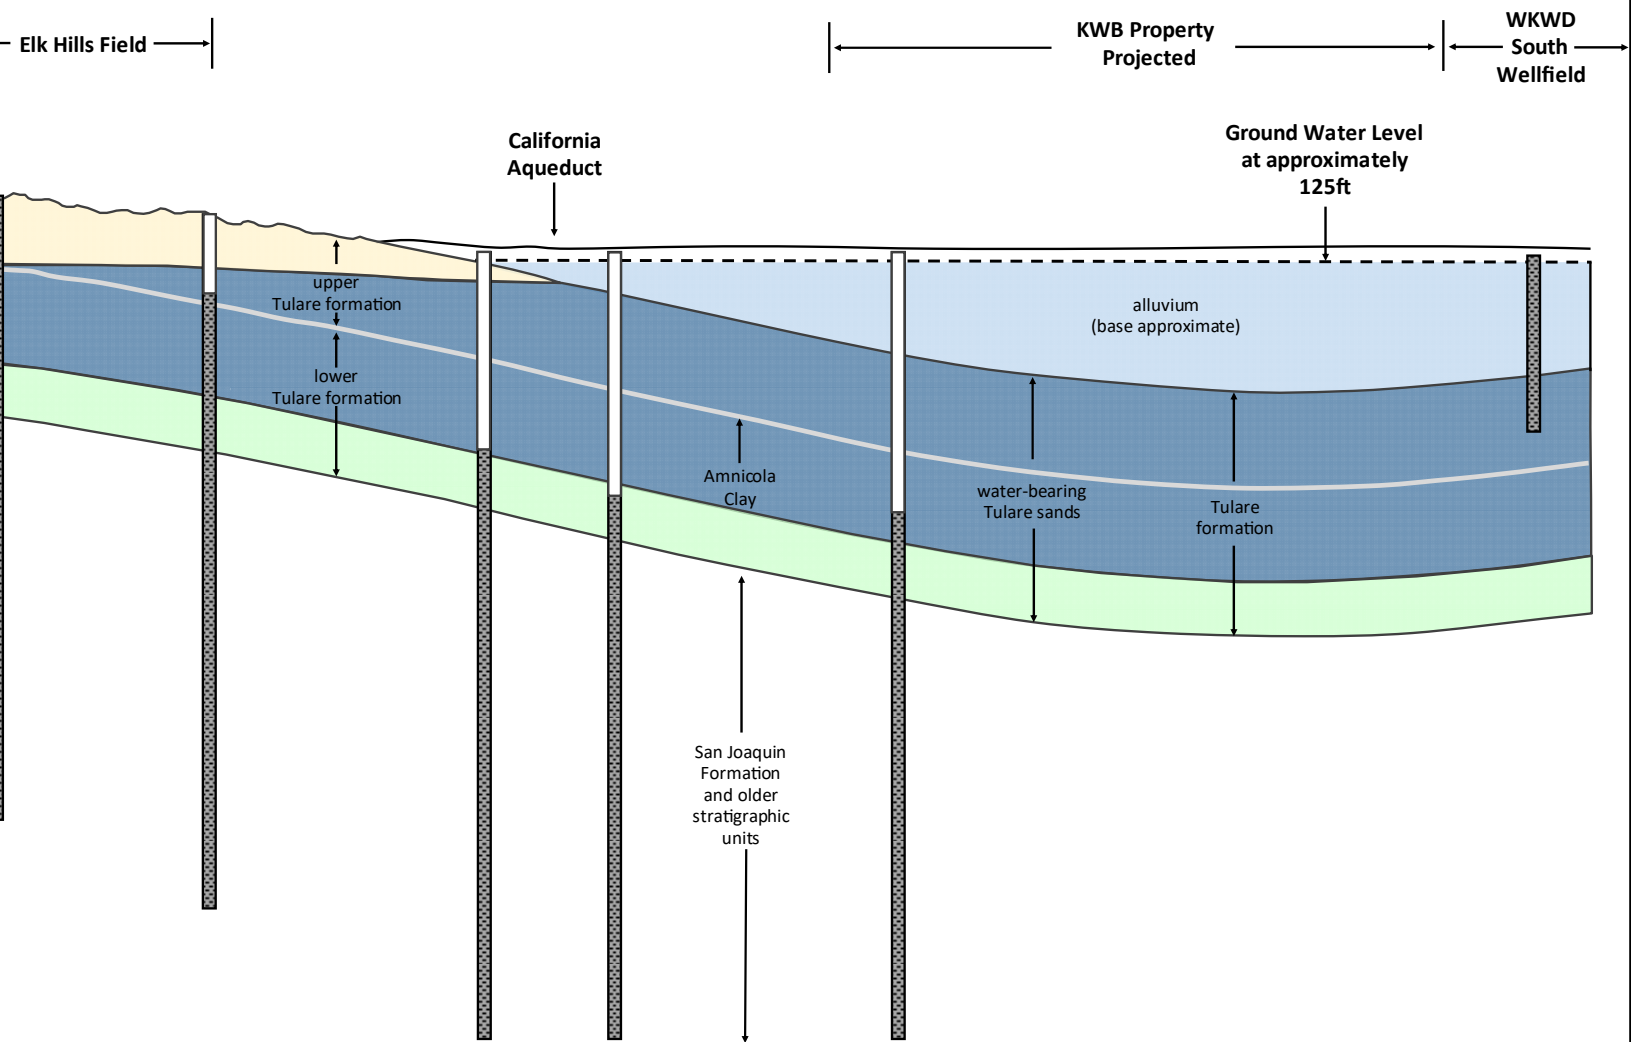 Elk Hills Field
KWB Property
Projected
WKWD
South
Wellfield
California
Aqueduct
Ground Water Level
at approximately
125ft
upper
Tulare formation
lower
Tulare formation
alluvium
(base approximate)
Amnicola
Clay
water-bearing
Tulare sands
Tulare
formation
San Joaquin
Formation
and older
stratigraphic
units